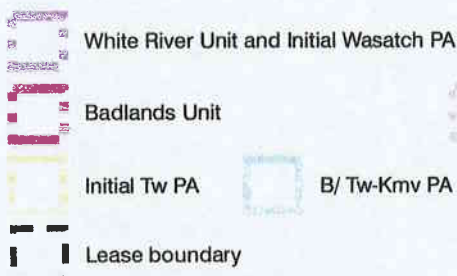 White River Unit and Initial Wasatch PA
Badlands Unit
Initial Tw PA
B/ Tw-Kmv PA
Lease boundary